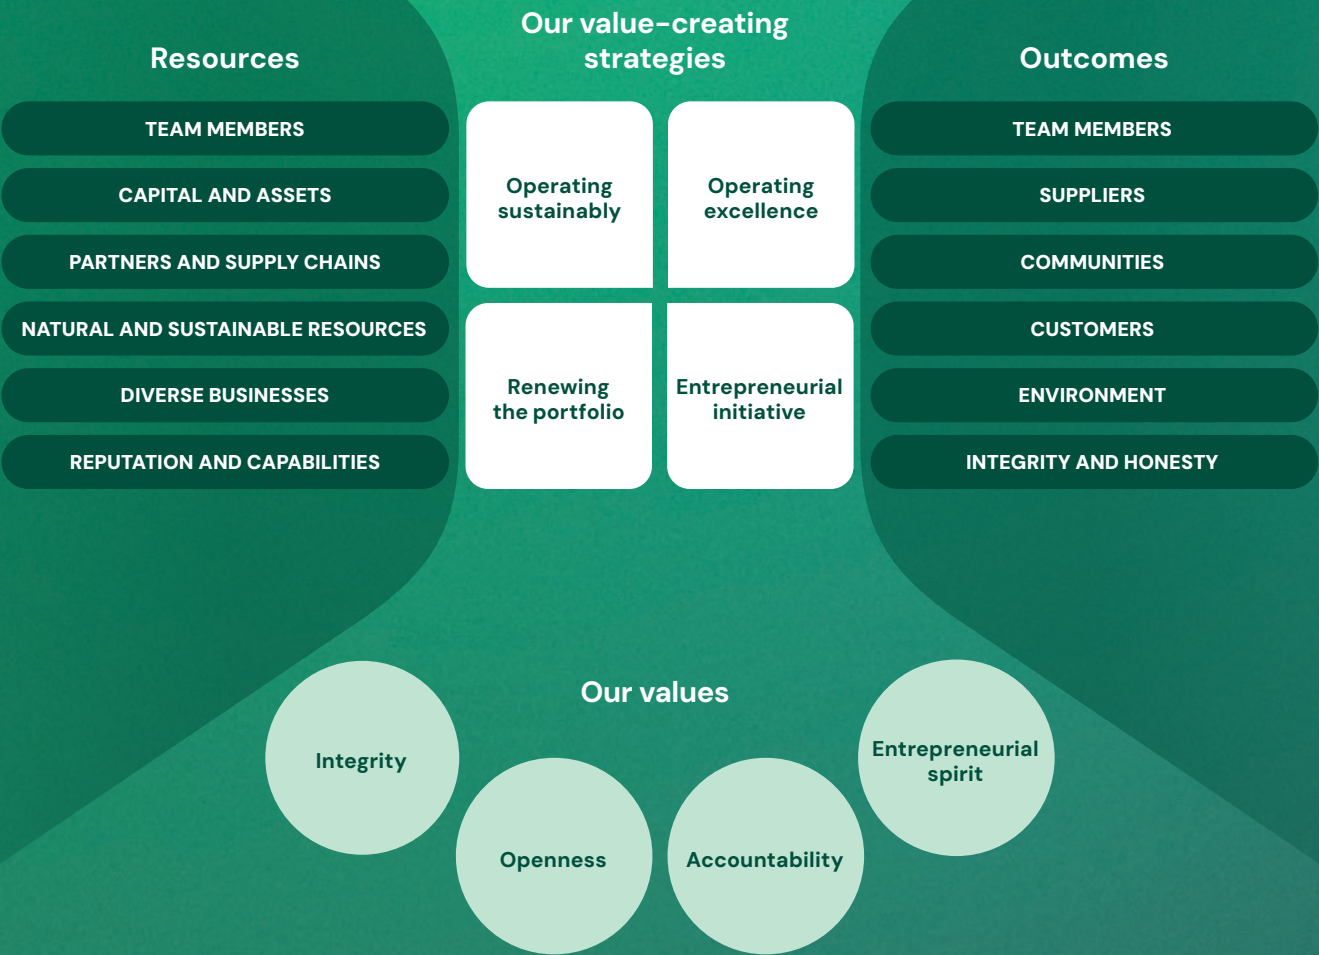 Resources
TEAM MEMBERS
CAPITAL AND ASSETS
PARTNERS AND SUPPLY CHAINS
NATURAL AND SUSTAINABLE RESOURCES
DIVERSE BUSINESSES
REPUTATION AND CAPABILITIES
Our value-creating
strategies
Operating
sustainably
Operating
excellence
Renewing
the portfolio
Entrepreneurial
initiative
Outcomes
TEAM MEMBERS
SUPPLIERS
COMMUNITIES
CUSTOMERS
ENVIRONMENT
INTEGRITY AND HONESTY
Our values
Integrity
Openness
Accountability
Entrepreneurial
spirit